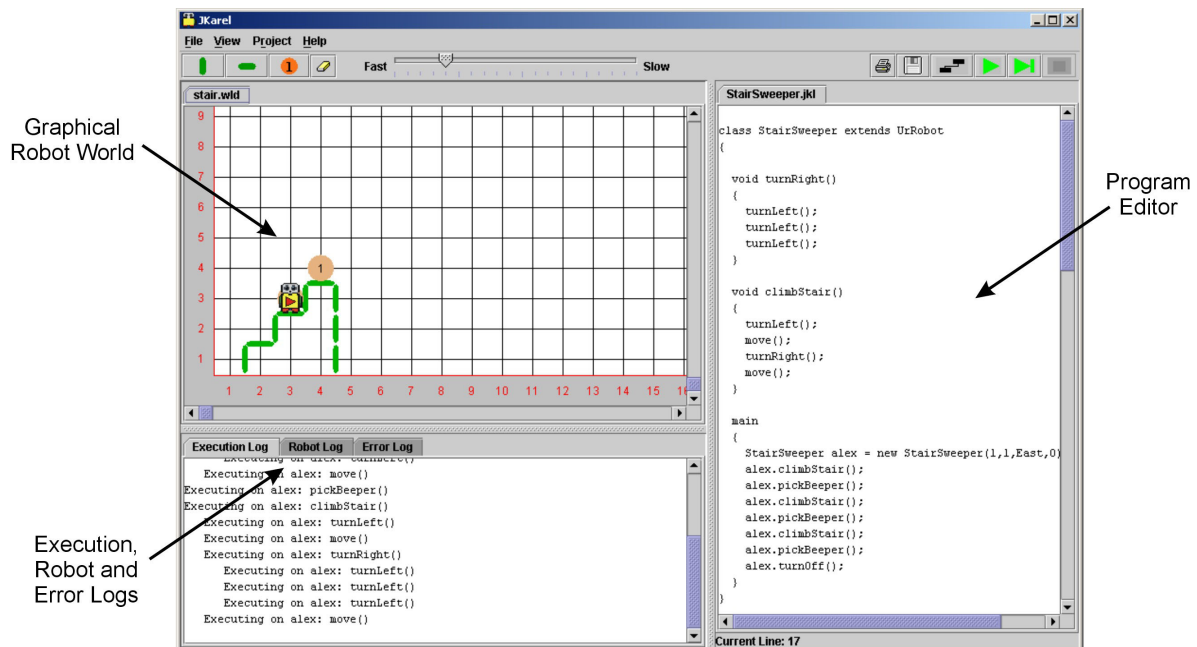 JKarel
File View Project Help
1
Fast
Slow
stair.wld
9
8
7
6
5
4
3
2
1
1
1 2 3 4 5 6 7 8 9 10 11 12 13 14 15 16
Graphical
Robot World
Execution Log Robot Log Error Log
Executing on alex: turnLeft()
Executing on alex: move()
Executing on alex: pickBeeper()
Executing on alex: climbStair()
Executing on alex: turnLeft()
Executing on alex: move()
Executing on alex: turnRight()
Executing on alex: turnLeft()
Executing on alex: turnLeft()
Executing on alex: turnLeft()
Executing on alex: move()
Execution,
Robot and
Error Logs
StairSweeper.jkl
class StairSweeper extends UrRobot
{
void turnRight()
{
turnLeft();
turnLeft();
turnLeft();
}
void climbStair()
{
turnLeft();
move();
turnRight();
move();
}
main
{
StairSweeper alex = new StairSweeper(1,1,East,0)
alex.climbStair();
alex.pickBeeper();
alex.climbStair();
alex.pickBeeper();
alex.climbStair();
alex.pickBeeper();
alex.turnOff();
}
}
Current Line: 17
Program
Editor